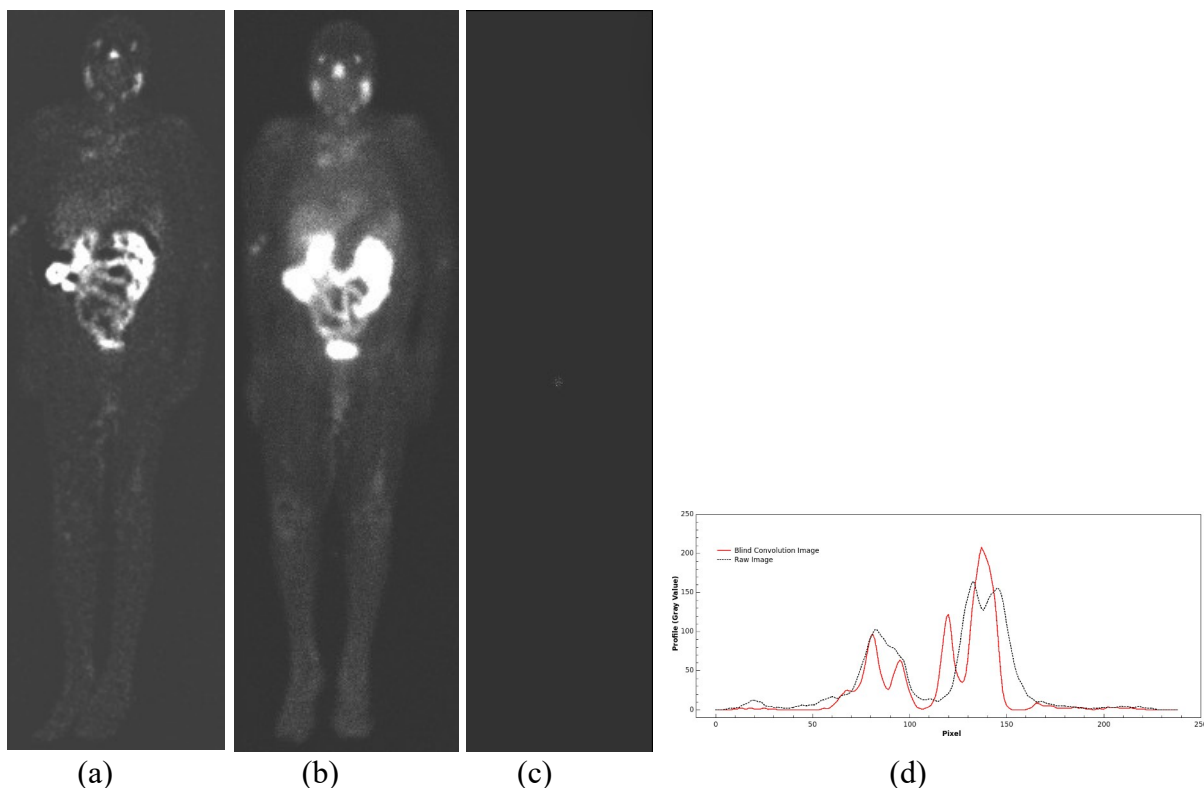 250
200
150
100
50
0
Profile (Gray Value)
Blind Convolution Image
Raw Image
0 50 100 150 200 250
Pixel
(a) (b) (c) (d)